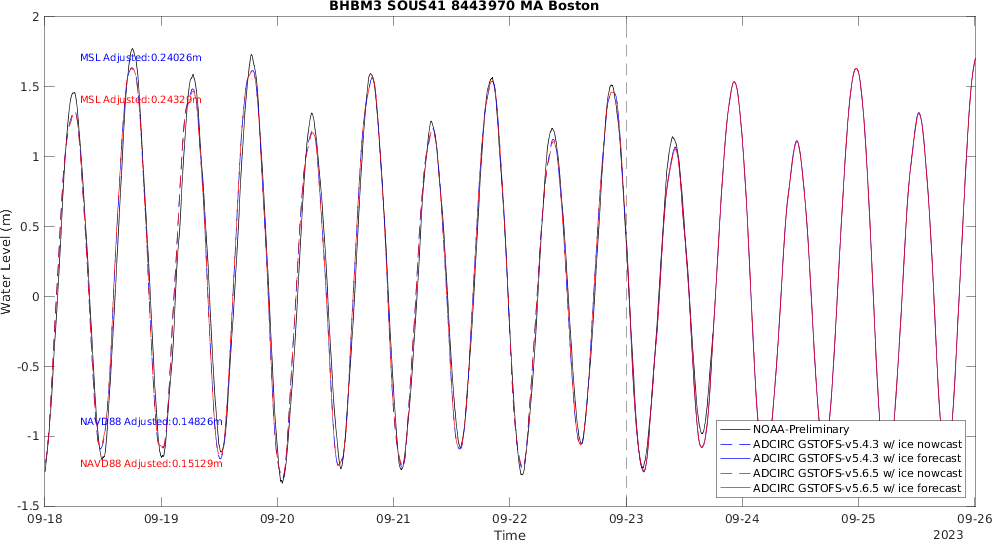 BHBM3 SOUS41 8443970 MA Boston
2
1.5
1
0.5
0
-0.5
-1
-1.5
Water Level (m)
MSL Adjusted:0.24026m
MSL Adjusted:0.24329m
NAVD88 Adjusted:0.14826m
NAVD88 Adjusted:0.15129m
NOAA-Preliminary
ADCIRC GSTOFS-v5.4.3 w/ ice nowcast
ADCIRC GSTOFS-v5.4.3 w/ ice forecast
ADCIRC GSTOFS-v5.6.5 w/ ice nowcast
ADCIRC GSTOFS-v5.6.5 w/ ice forecast
09-18 09-19 09-20 09-21 09-22 09-23 09-24 09-25 09-26
Time
2023